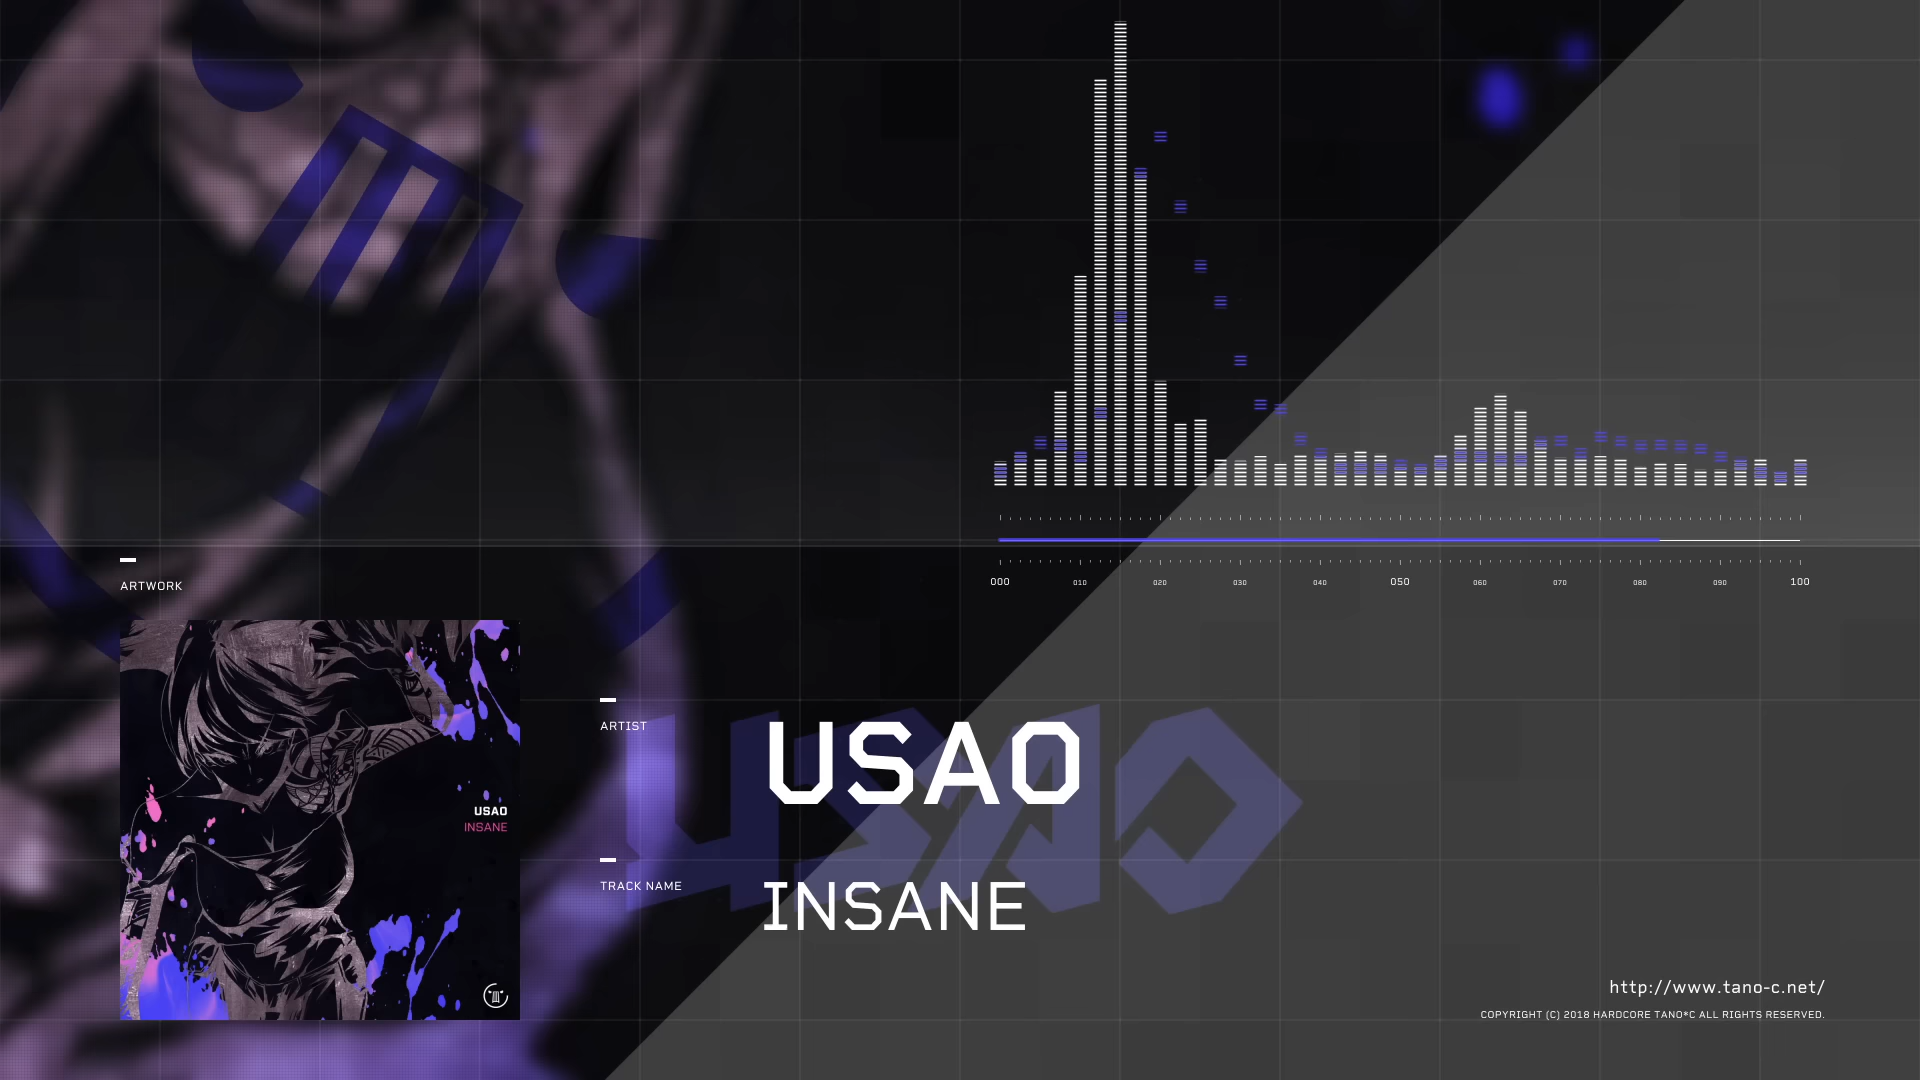 000 010 020 030 040 050 060 070 080 090 100
ARTWORK
USAO
INSANE
ARTIST
USAO
USAO
TRACK NAME
INSANE
http://www.tano-c.net/
COPYRIGHT (C) 2018 HARDCORE TANO*C ALL RIGHTS RESERVED.